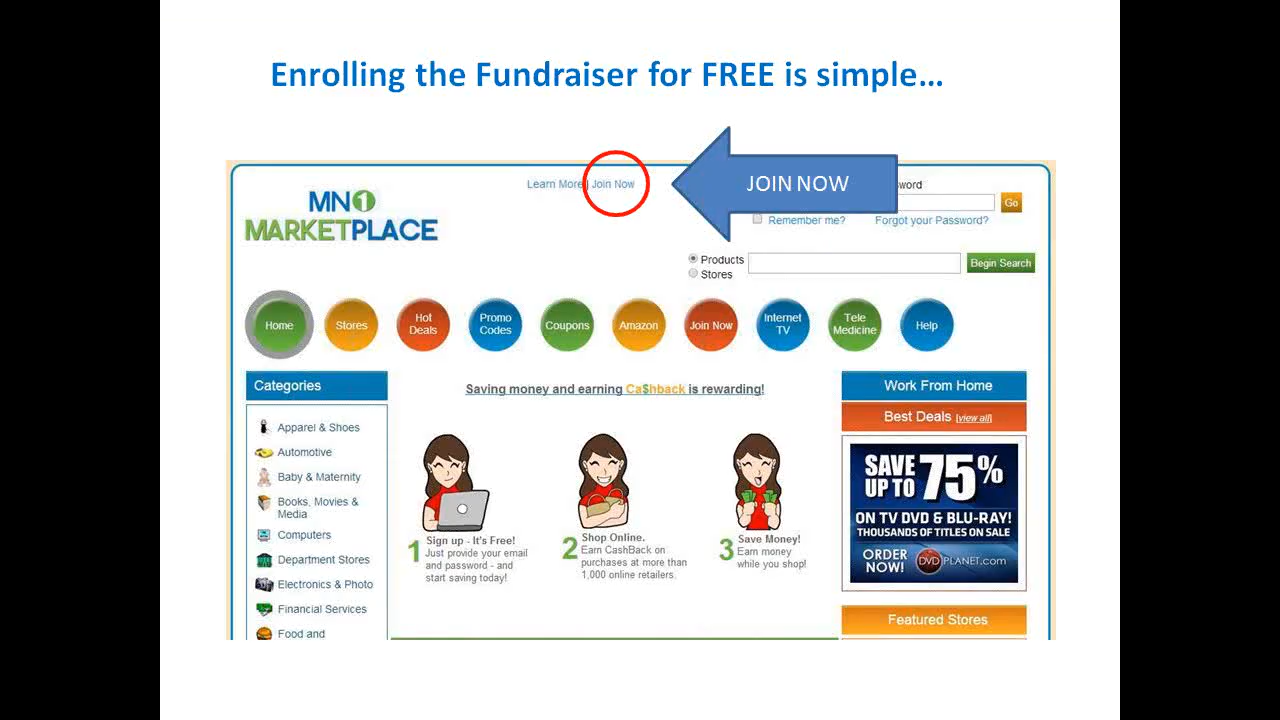 Enrolling the Fundraiser for FREE is simple...
Learn More | Join Now
JOIN NOW
MN1
MARKETPLACE
Go
Remember me?
Forgot your Password?
Products
Stores
Begin Search
Home
Stores
Hot
Deals
Promo
Codes
Coupons
Amazon
Join Now
Internet
TV
Tele
Medicine
Help
Categories
Apparel & Shoes
Automotive
Baby & Maternity
Books, Movies &
Media
Computers
Department Stores
Electronics & Photo
Financial Services
Food and
Saving money and earning Ca$hback is rewarding!
1 Sign up - It's Free!
Just provide your email
and password - and
start saving today!
2 Shop Online.
Earn CashBack on
purchases at more than
1,000 online retailers.
3 Save Money!
Earn money
while you shop!
Work From Home
Best Deals [view all]
SAVE
UP TO 75%
ON TV DVD & BLU-RAY!
THOUSANDS OF TITLES ON SALE
ORDER
NOW!
DVDPLANET.COM
Featured Stores